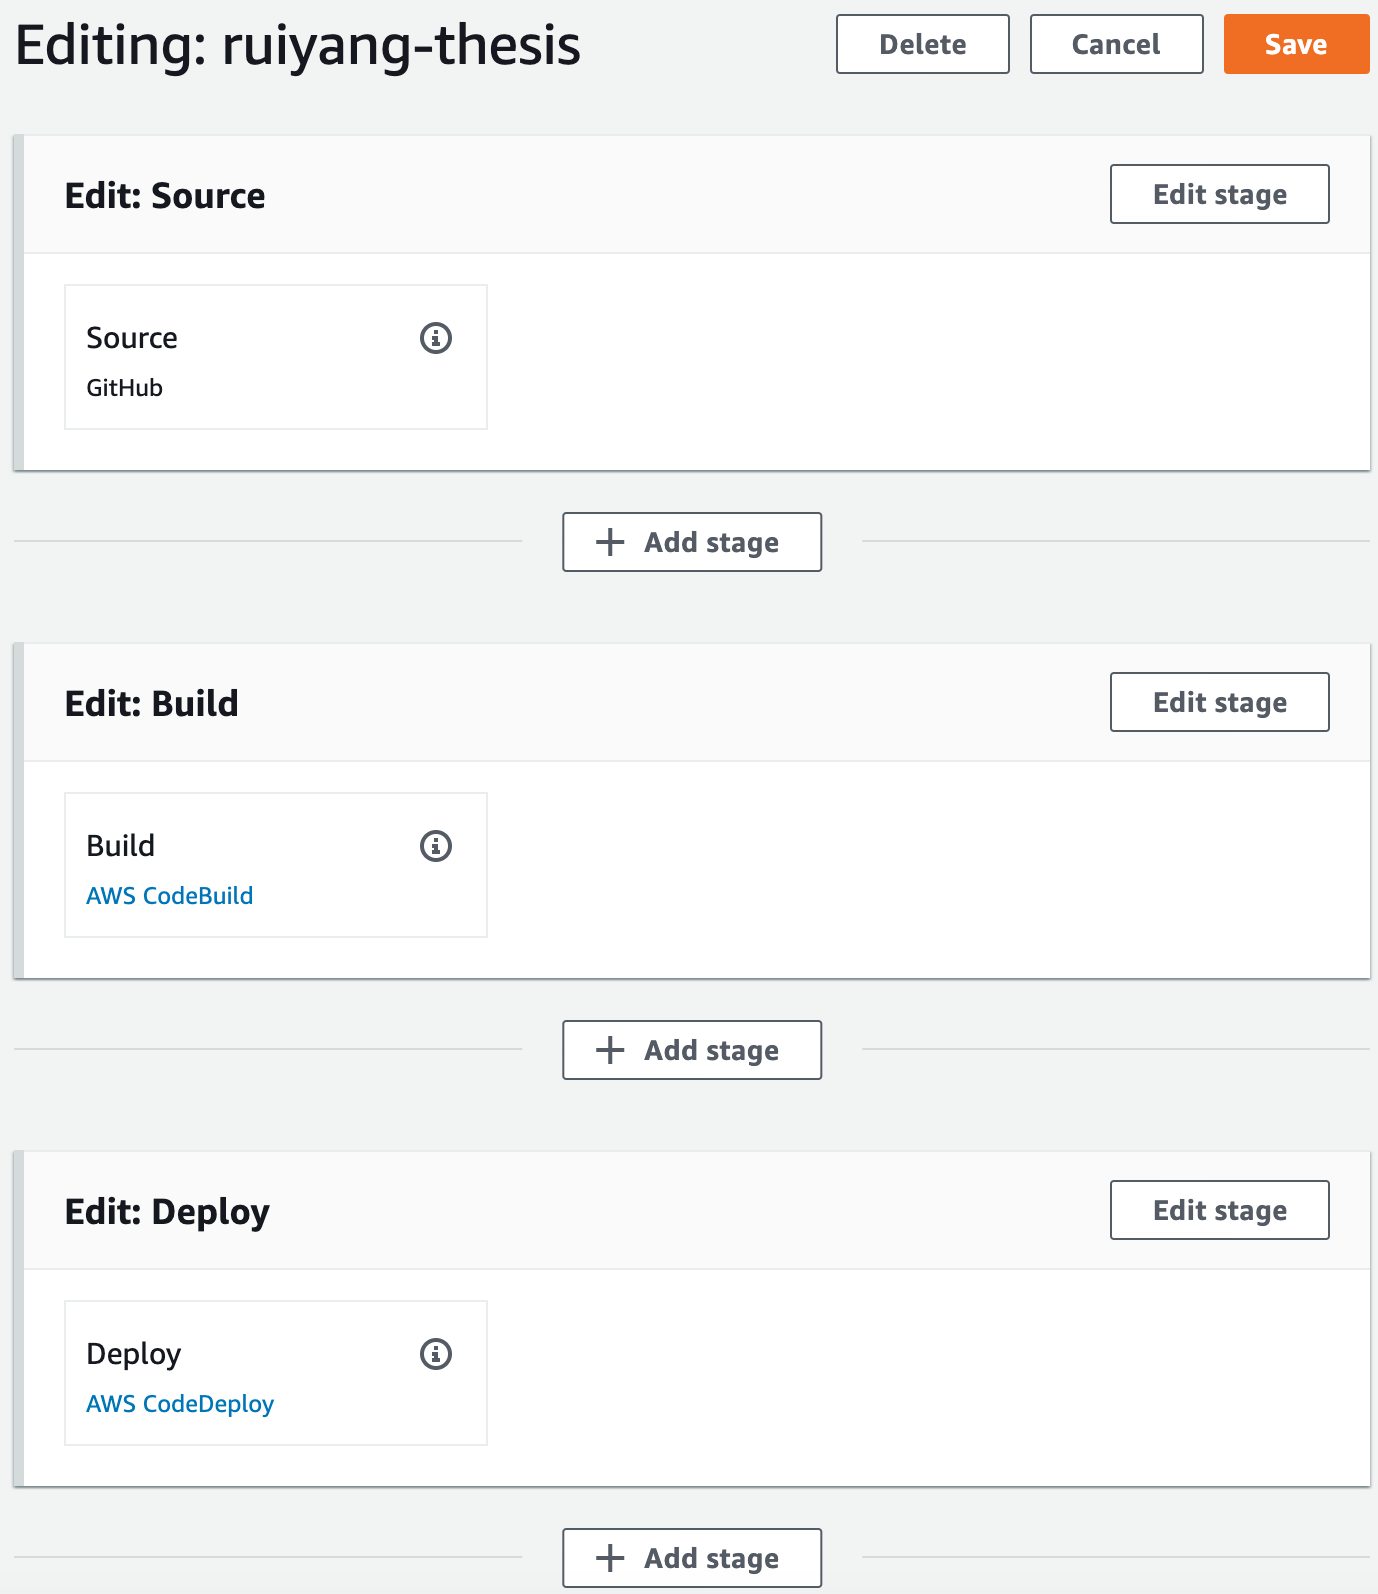 Editing: ruiyang-thesis
Delete
Cancel
Save
Edit: Source
Edit stage
Source
GitHub
Add stage
Edit: Build
Edit stage
Build
AWS CodeBuild
Add stage
Edit: Deploy
Edit stage
Deploy
AWS CodeDeploy
Add stage